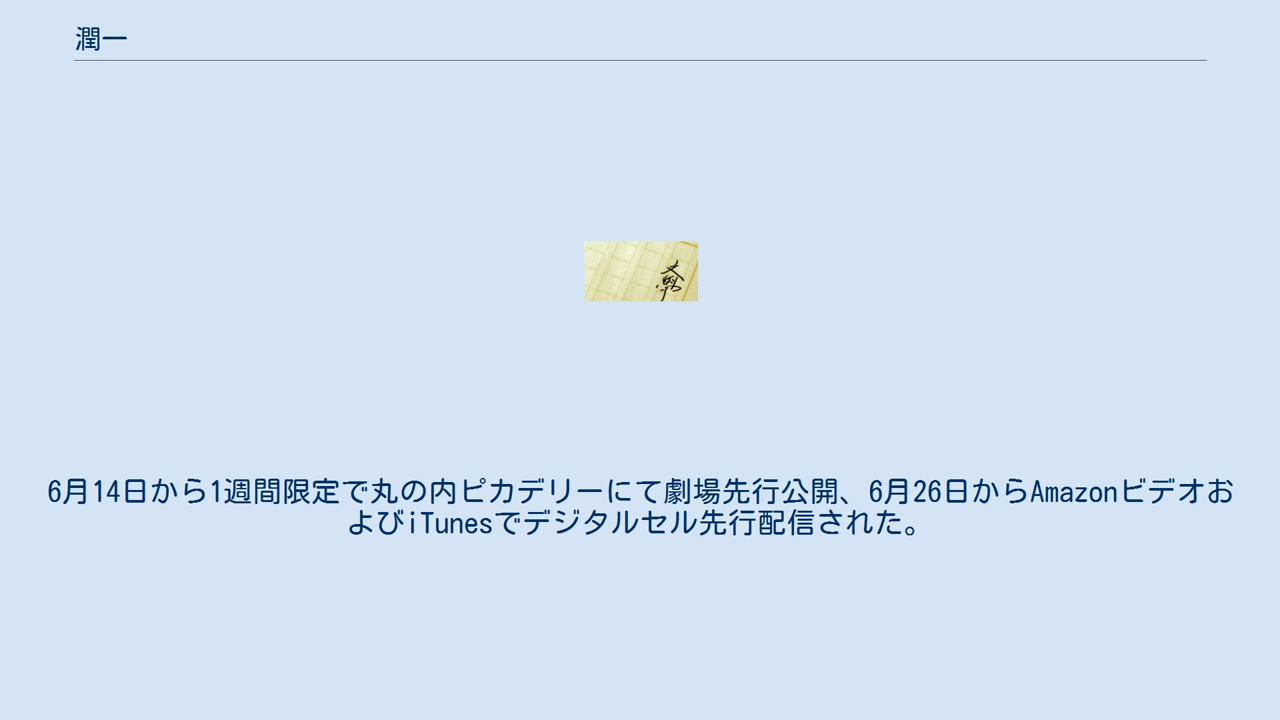 潤一
6月14日から1週間限定で丸の内ピカデリーにて劇場先行公開、6月26日からAmazonビデオお
よびiTunesでデジタルセル先行配信された。